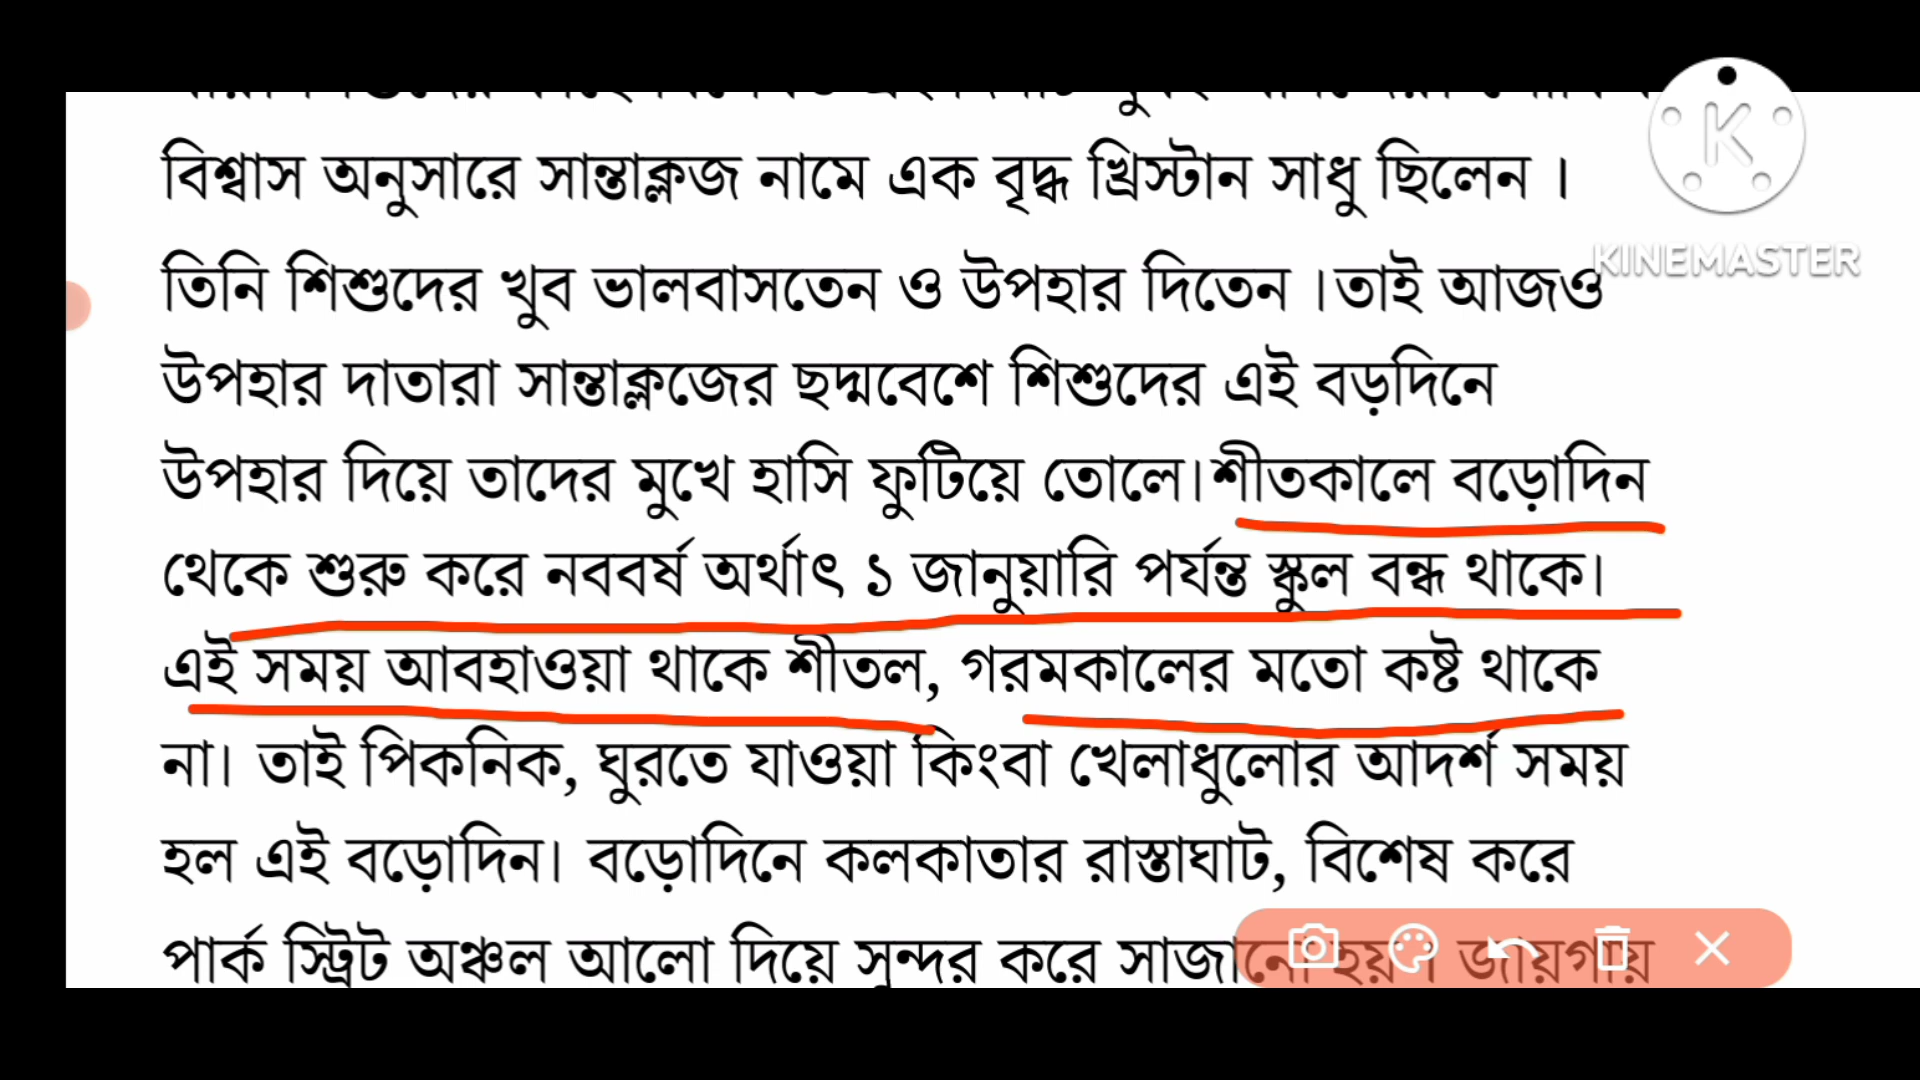 বিশ্বাস অনুসারে সান্তাক্লজ নামে এক বৃদ্ধ খ্রিস্টান সাধু ছিলেন ।
তিনি শিশুদের খুব ভালবাসতেন ও উপহার দিতেন ।তাই আজও
উপহার দাতারা সান্তাক্লজের ছদ্মবেশে শিশুদের এই বড়দিনে
উপহার দিয়ে তাদের মুখে হাসি ফুটিয়ে তোলে। শীতকালে বড়োদিন
থেকে শুরু করে নববর্ষ অর্থাৎ ১ জানুয়ারি পর্যন্ত স্কুল বন্ধ থাকে।
এই সময় আবহাওয়া থাকে শীতল, গরমকালের মতো কষ্ট থাকে
না। তাই পিকনিক, ঘুরতে যাওয়া কিংবা খেলাধুলোর আদর্শ সময়
হল এই বড়োদিন। বড়োদিনে কলকাতার রাস্তাঘাট, বিশেষ করে
পার্ক স্ট্রিট অঞ্চল আলো দিয়ে সুন্দর করে সাজানো হয় । জায়গায়
K
KINEMASTER